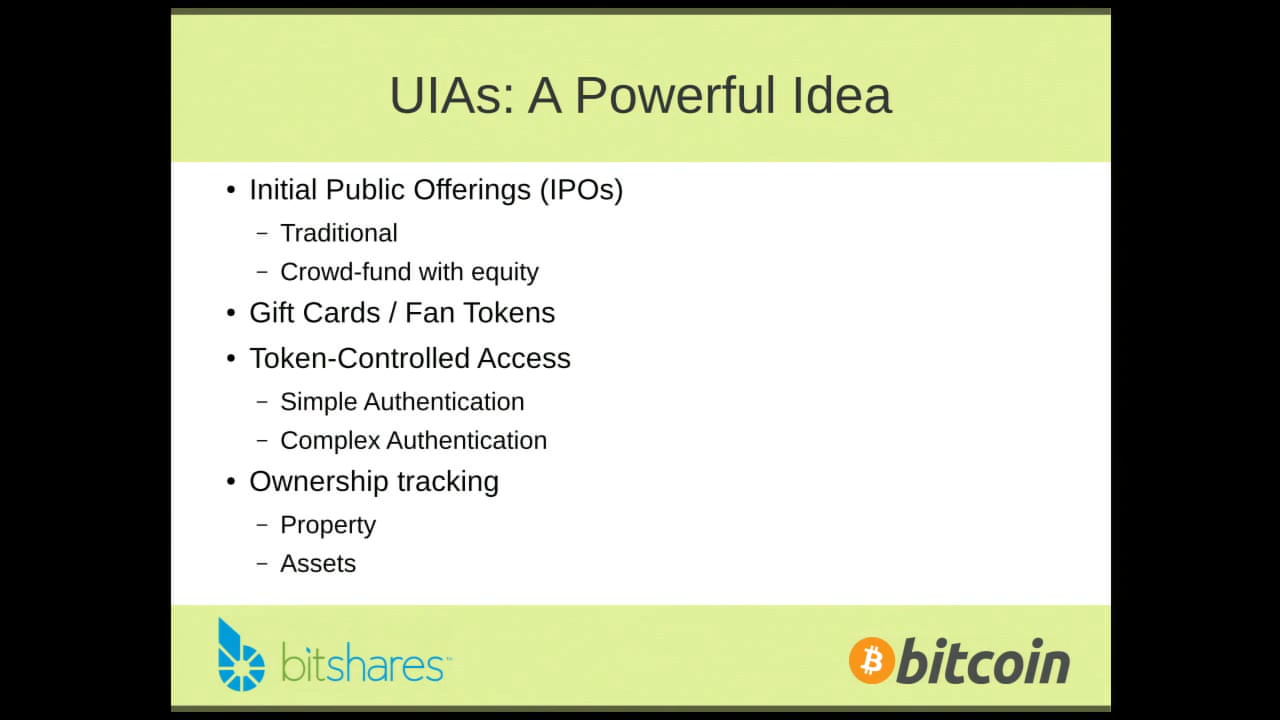 UIAs: A Powerful Idea
• Initial Public Offerings (IPOs)
– Traditional
– Crowd-fund with equity
• Gift Cards / Fan Tokens
• Token-Controlled Access
– Simple Authentication
– Complex Authentication
• Ownership tracking
– Property
– Assets
bitshares™
bitcoin